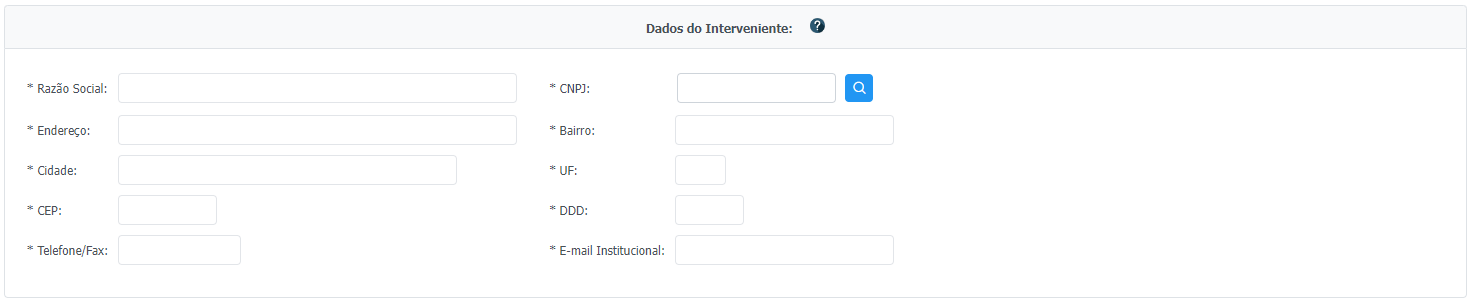 Dados do Interveniente: ?
* Razão Social: * CNPJ:
* Endereço: * Bairro:
* Cidade: * UF:
* CEP: * DDD:
* Telefone/Fax: * E-mail Institucional: